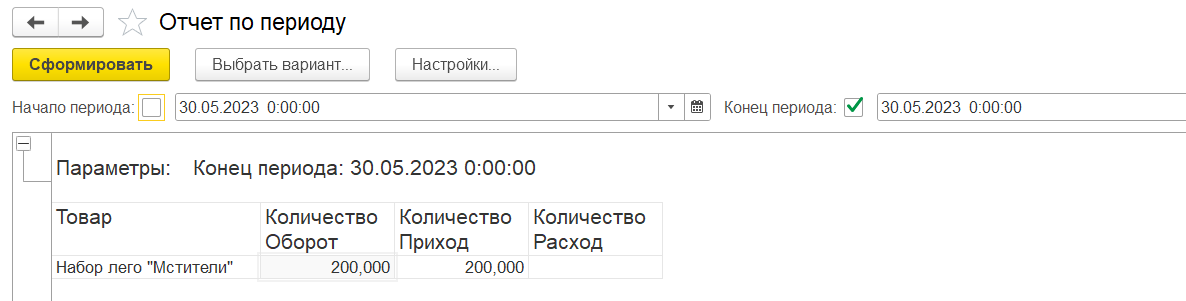 Отчет по периоду
Сформировать Выбрать вариант... Настройки...
Начало периода: 30.05.2023 0:00:00 Конец периода: 30.05.2023 0:00:00
Параметры: Конец периода: 30.05.2023 0:00:00
Товар Количество Количество Количество
Оборот Приход Расход
Набор лего "Мстители" 200,000 200,000